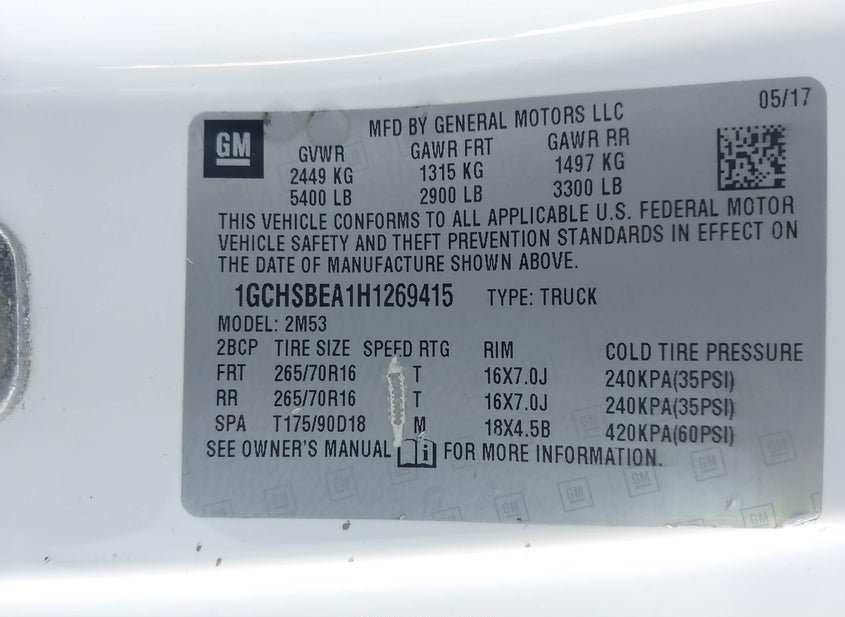 05/17
GM
MFD BY GENERAL MOTORS LLC
GVWR GAWR FRT GAWR RR
2449 KG 1315 KG 1497 KG
5400 LB 2900 LB 3300 LB
THIS VEHICLE CONFORMS TO ALL APPLICABLE U.S. FEDERAL MOTOR
VEHICLE SAFETY AND THEFT PREVENTION STANDARDS IN EFFECT ON
THE DATE OF MANUFACTURE SHOWN ABOVE.
1GCHSBEA1H1269415 TYPE: TRUCK
MODEL: 2M53
2BCP TIRE SIZE SPEED RTG RIM COLD TIRE PRESSURE
FRT 265/70R16 T 16X7.0J 240KPA(35PSI)
RR 265/70R16 T 16X7.0J 240KPA(35PSI)
SPA T175/90D18 M 18X4.5B 420KPA(60PSI)
SEE OWNER'S MANUAL i FOR MORE INFORMATION.